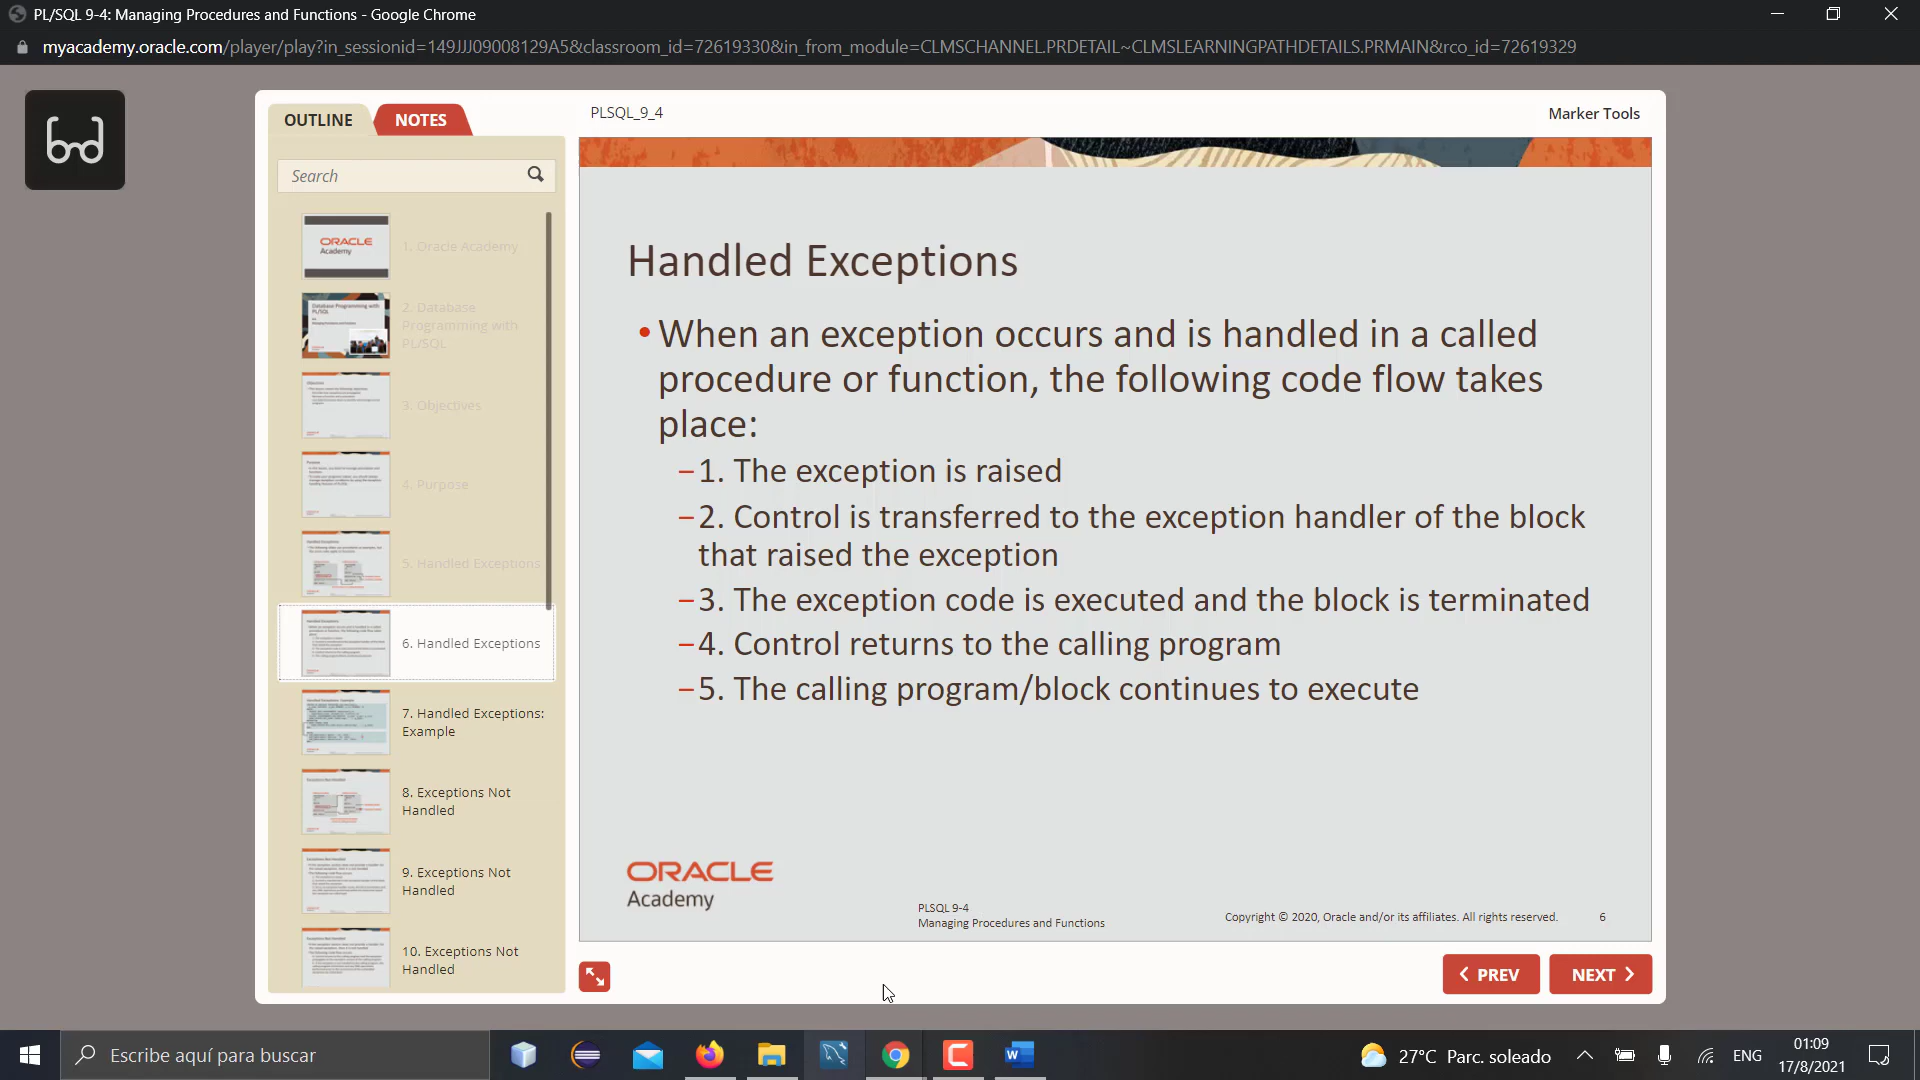 PL/SQL 9-4: Managing Procedures and Functions - Google Chrome
myacademy.oracle.com/player/play?in_sessionid=149JJJ09008129A5&classroom_id=72619330&in_from_module=CLMSCHANNEL.PRDETAIL~CLMSLEARNINGPATHDETAILS.PRMAIN&rco_id=72619329
OUTLINE
NOTES
PLSQL_9_4
Marker Tools
Search
ORACLE
Academy
1. Oracle Academy
Database Programming with
PL/SQL
2. Database
Programming with
PL/SQL
3. Objectives
4. Purpose
5. Handled Exceptions
6. Handled Exceptions
7. Handled Exceptions:
Example
8. Exceptions Not
Handled
9. Exceptions Not
Handled
10. Exceptions Not
Handled
Handled Exceptions
• When an exception occurs and is handled in a called
procedure or function, the following code flow takes
place:
–1. The exception is raised
–2. Control is transferred to the exception handler of the block
that raised the exception
–3. The exception code is executed and the block is terminated
–4. Control returns to the calling program
–5. The calling program/block continues to execute
ORACLE
Academy
PLSQL 9-4
Managing Procedures and Functions
Copyright © 2020, Oracle and/or its affiliates. All rights reserved.
6
PREV
NEXT
Escribe aquí para buscar
27°C Parc. soleado
ENG
01:09
17/8/2021